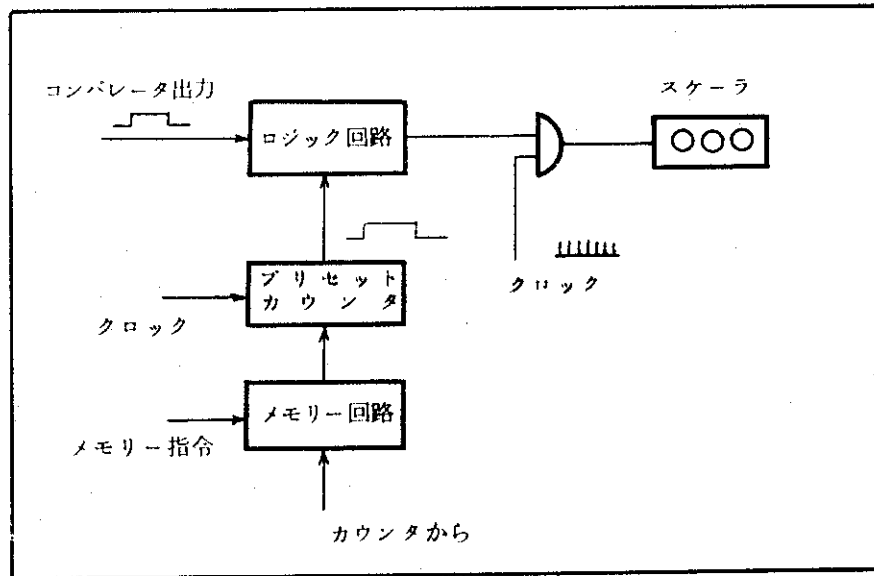 コンパレータ出力
スケーラ
ロジック回路
プリセット
カウンタ
クロック
クロック
メモリー回路
メモリー指令
カウンタから